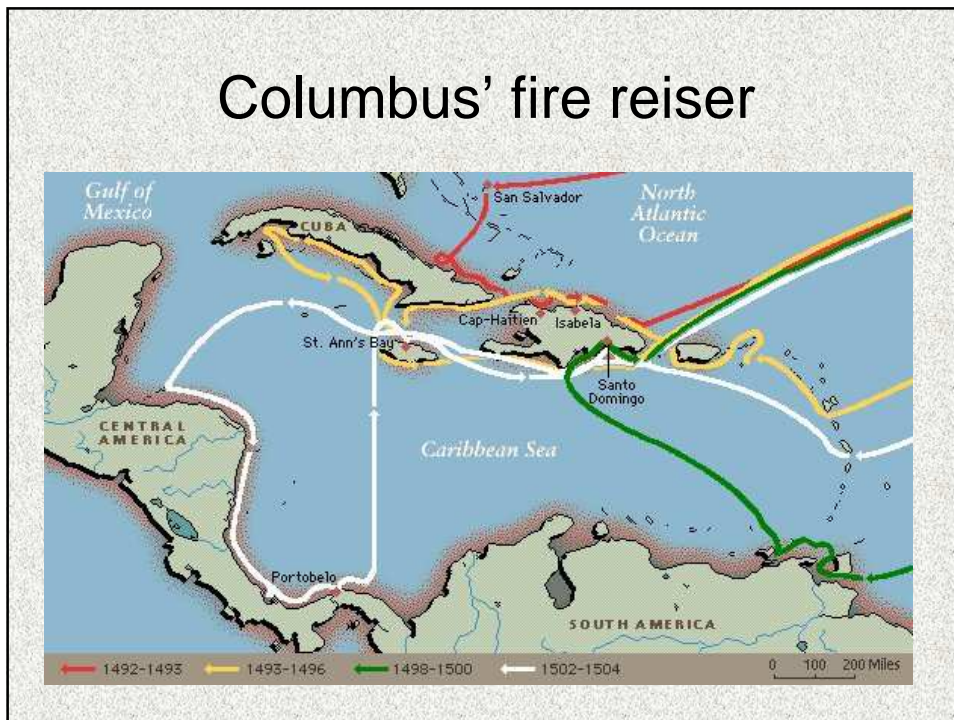 Columbus’ fire reiser
Gulf of
Mexico
North
Atlantic
Ocean
San Salvador
CUBA
Cap-Haïtien
Isabela
St. Ann's Bay
Santo
Domingo
CENTRAL
AMERICA
Caribbean Sea
Portobelo
SOUTH AMERICA
1492-1493
1493-1496
1498-1500
1502-1504
0 100 200 Miles